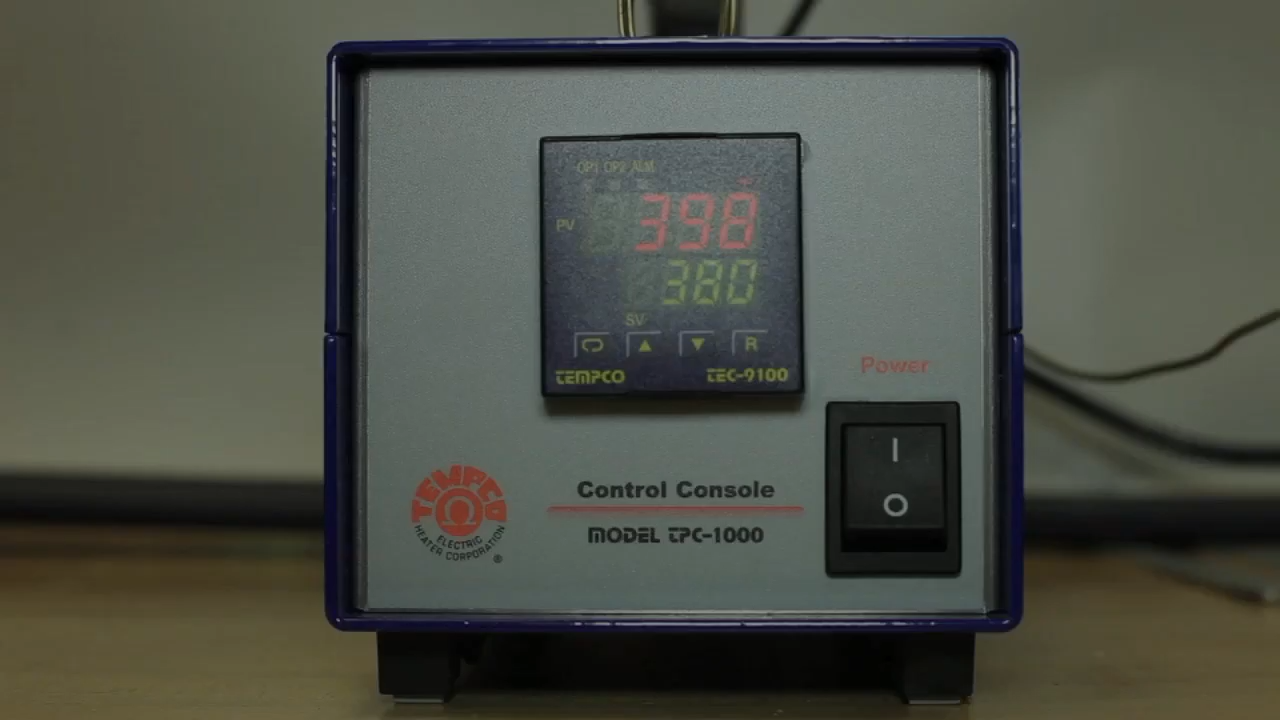 OP1 OP2 ALM
PV 398
380
SV
R
TEMPCO TEC-9100
Power
I
O
TEMPCO
ELECTRIC
HEATER CORPORATION
®
Control Console
MODEL TPC-1000